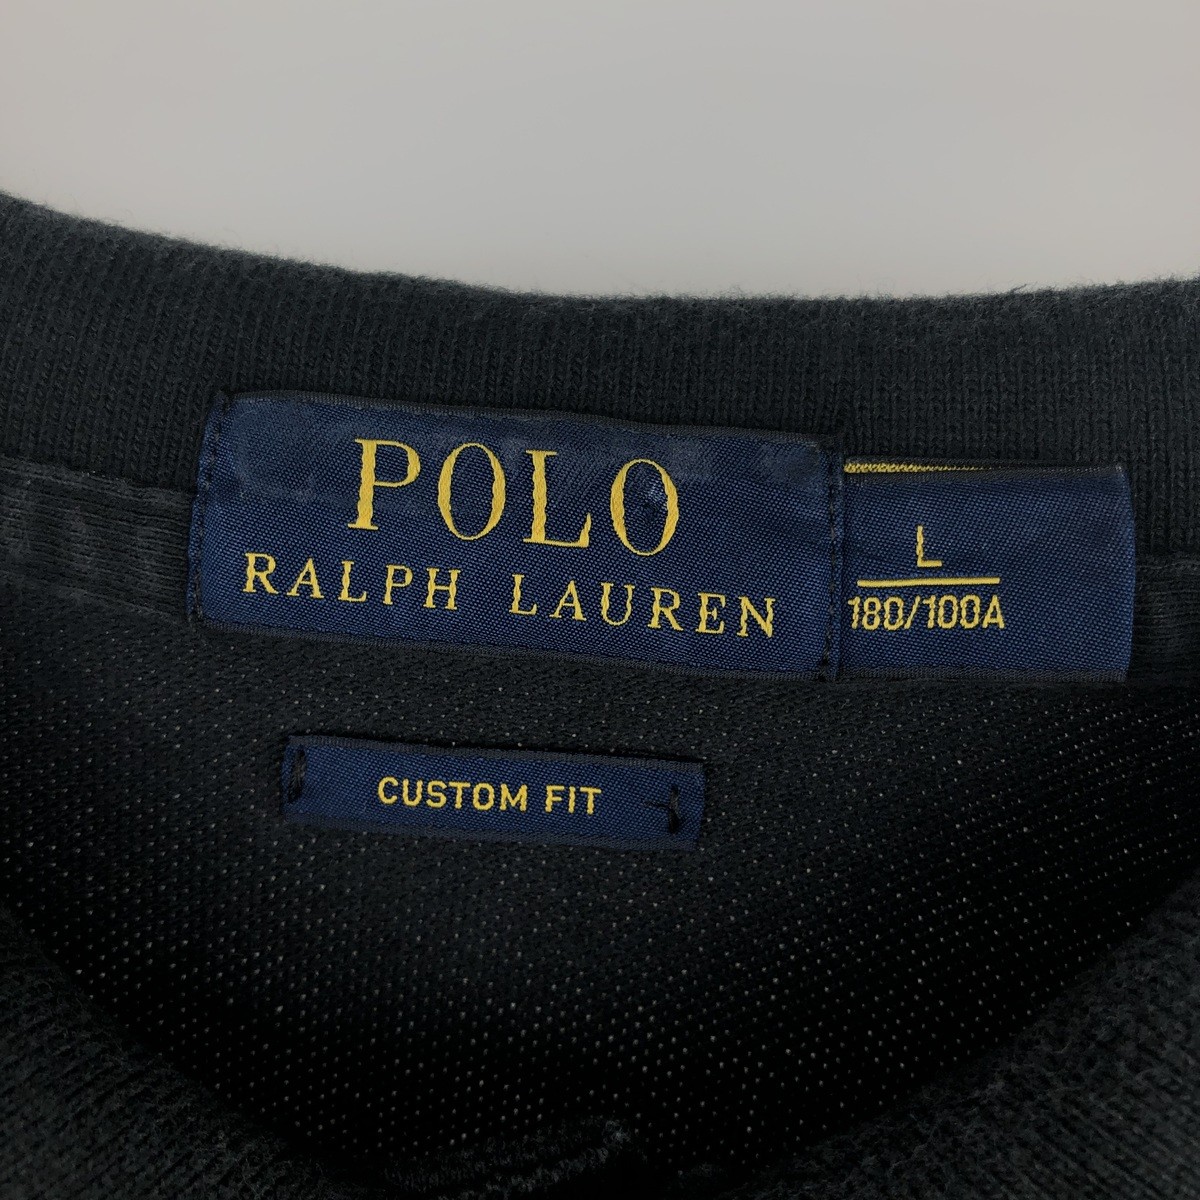 POLO
RALPH LAUREN
L
180/100A
CUSTOM FIT